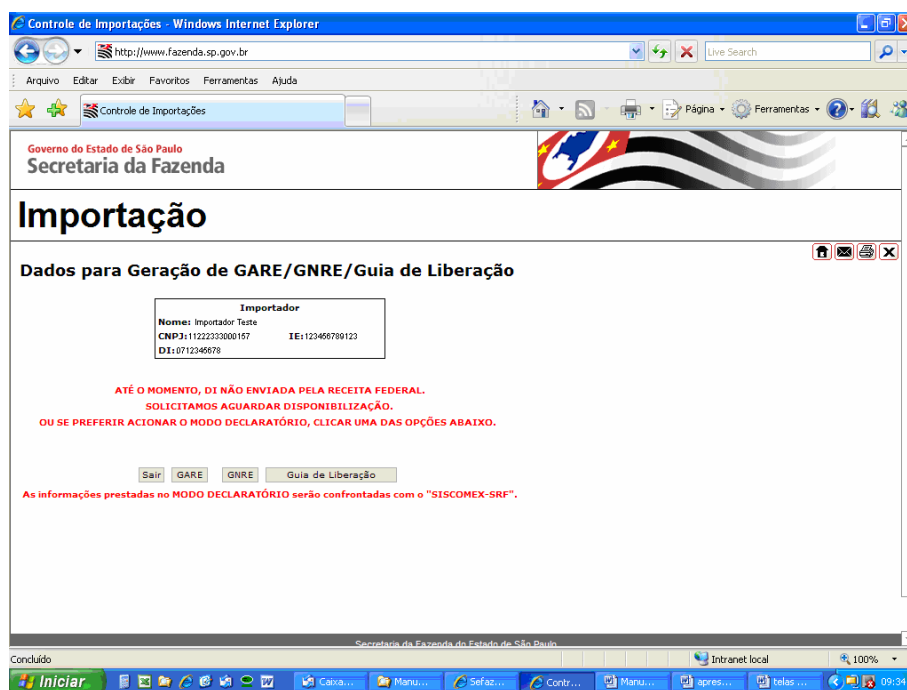 Controle de Importações - Windows Internet Explorer
http://www.fazenda.sp.gov.br
Live Search
Arquivo Editar Exibir Favoritos Ferramentas Ajuda
Controle de Importações
Página Ferramentas
Governo do Estado de São Paulo
Secretaria da Fazenda
Importação
Dados para Geração de GARE/GNRE/Guia de Liberação
Importador
Nome: Importador Teste
CNPJ:11222333000157 IE:123456789123
DI:0712345678
ATÉ O MOMENTO, DI NÃO ENVIADA PELA RECEITA FEDERAL.
SOLICITAMOS AGUARDAR DISPONIBILIZAÇÃO.
OU SE PREFERIR ACIONAR O MODO DECLARATÓRIO, CLICAR UMA DAS OPÇÕES ABAIXO.
Sair GARE GNRE Guia de Liberação
As informações prestadas no MODO DECLARATÓRIO serão confrontadas com o "SISCOMEX-SRF".
Secretaria da Fazenda do Estado de São Paulo
Concluído Intranet local 100%
Iniciar Caixa... Manu... Sefaz... Contr... Manu... apres... telas ... 09:34